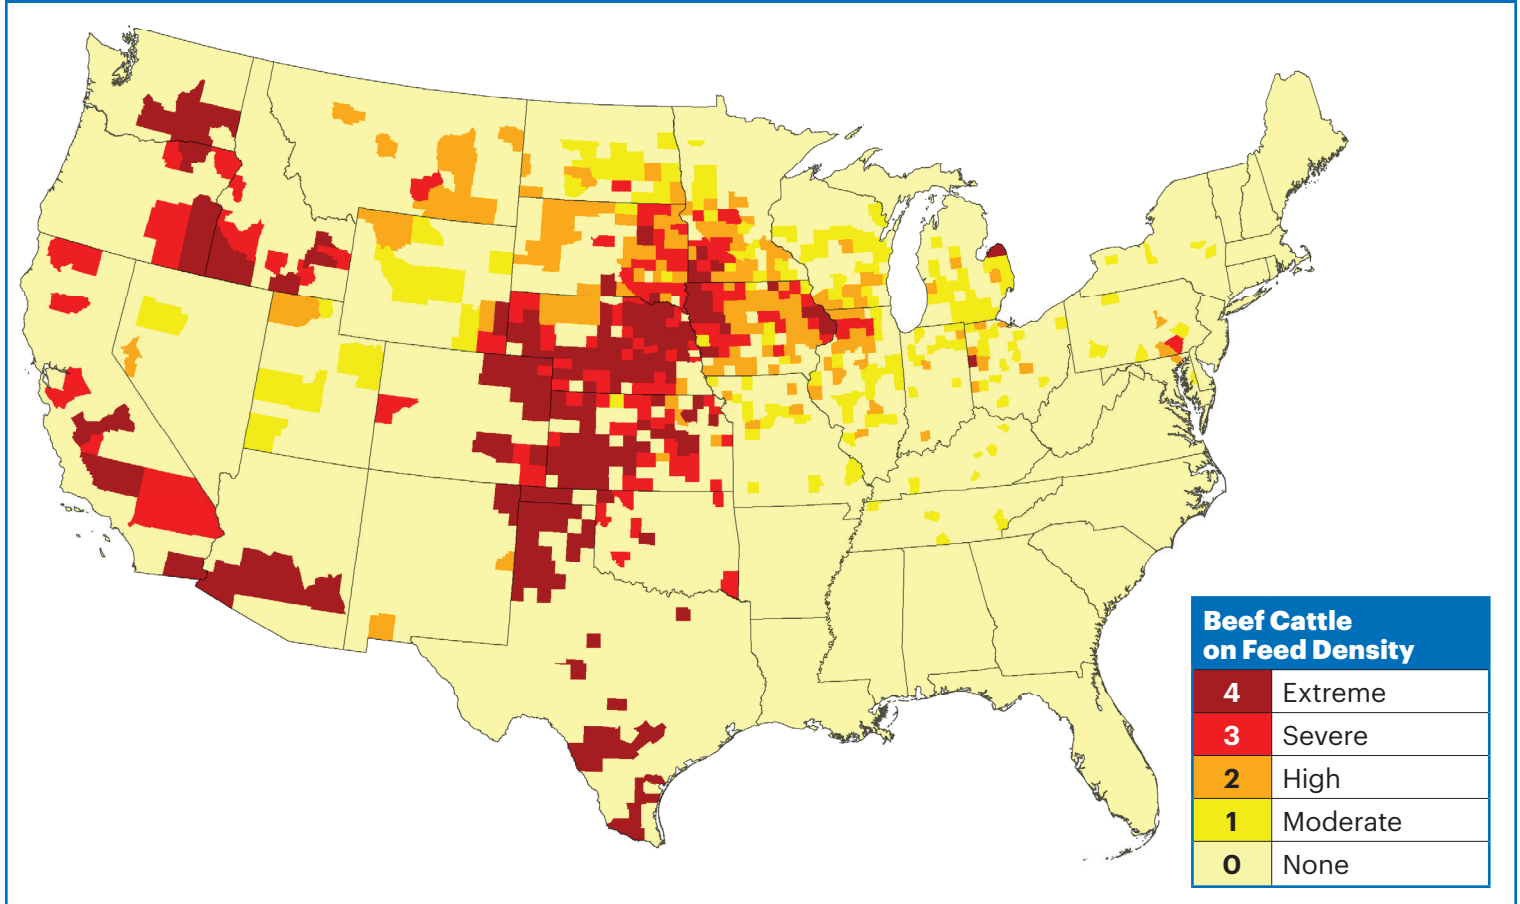 Beef Cattle
on Feed Density
4 Extreme
3 Severe
2 High
1 Moderate
0 None